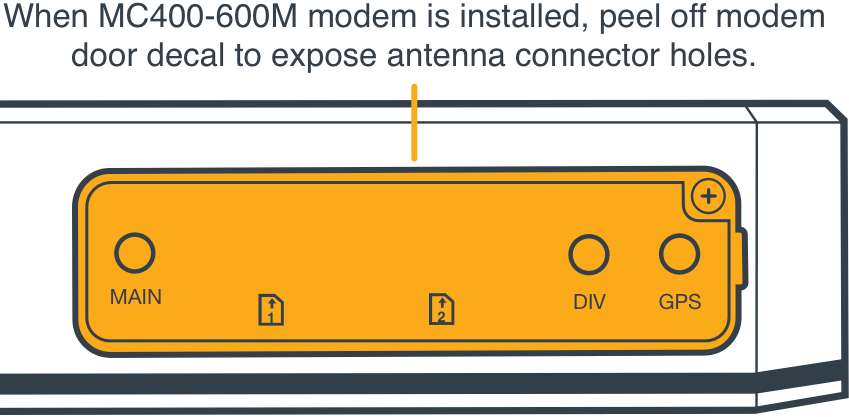 When MC400-600M modem is installed, peel off modem
door decal to expose antenna connector holes.
MAIN
1
2
DIV
GPS